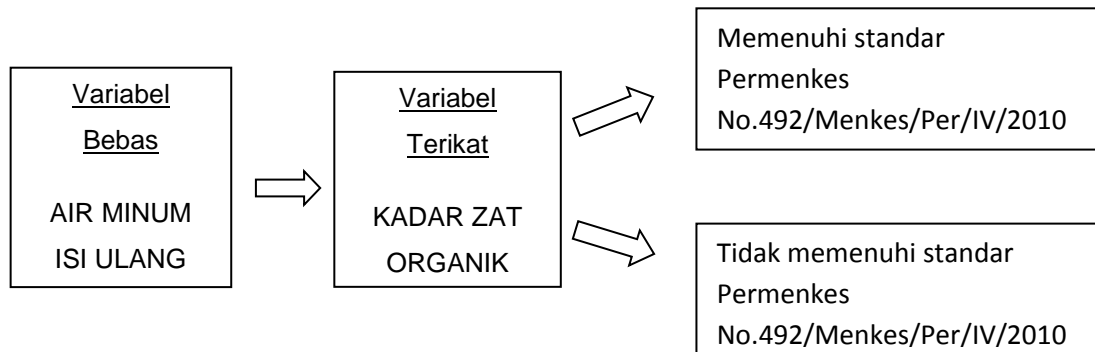 Variabel
Bebas
AIR MINUM
ISI ULANG
Variabel
Terikat
KADAR ZAT
ORGANIK
Memenuhi standar
Permenkes
No.492/Menkes/Per/IV/2010
Tidak memenuhi standar
Permenkes
No.492/Menkes/Per/IV/2010